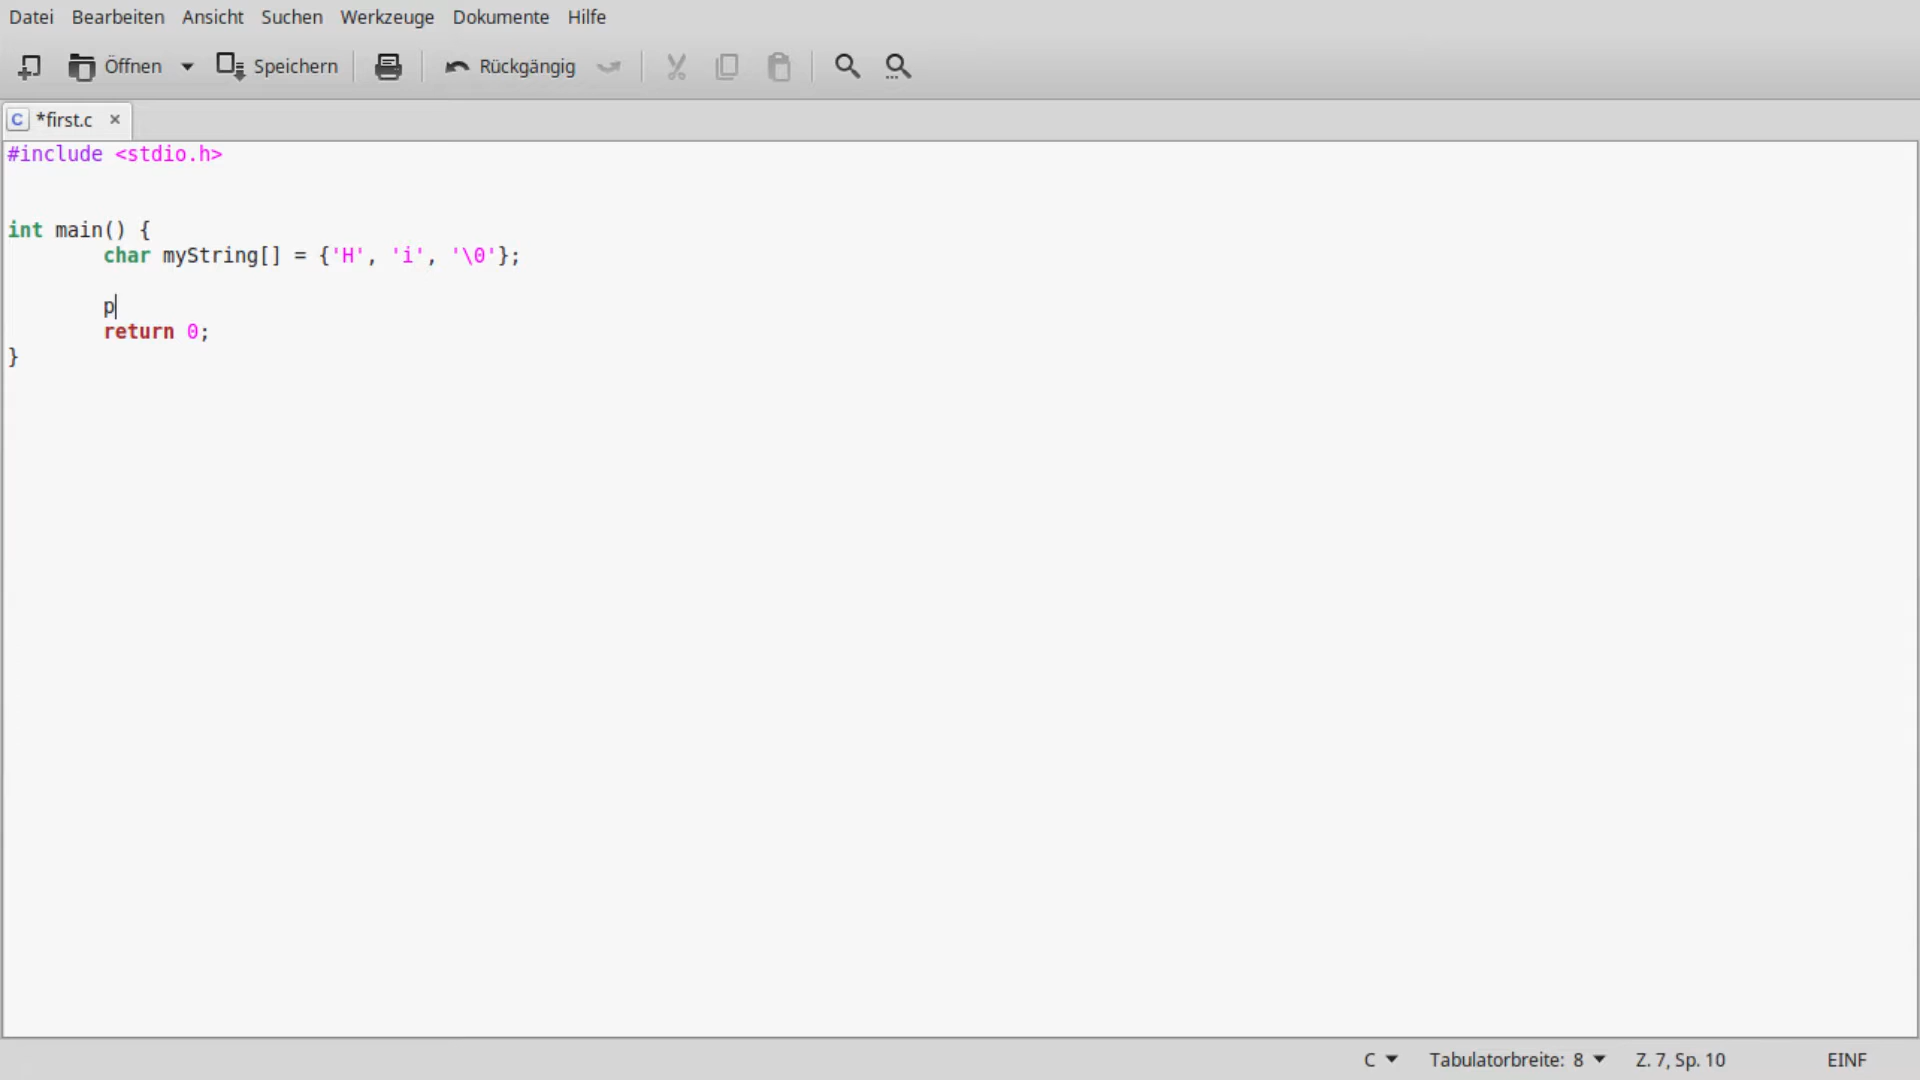 Datei Bearbeiten Ansicht Suchen Werkzeuge Dokumente Hilfe
Öffnen Speichern Rückgängig
C *first.c ×
#include <stdio.h>
int main() {
char myString[] = {'H', 'i', '\0'};
p
return 0;
}
C Tabulatorbreite: 8 Z. 7, Sp. 10 EINF